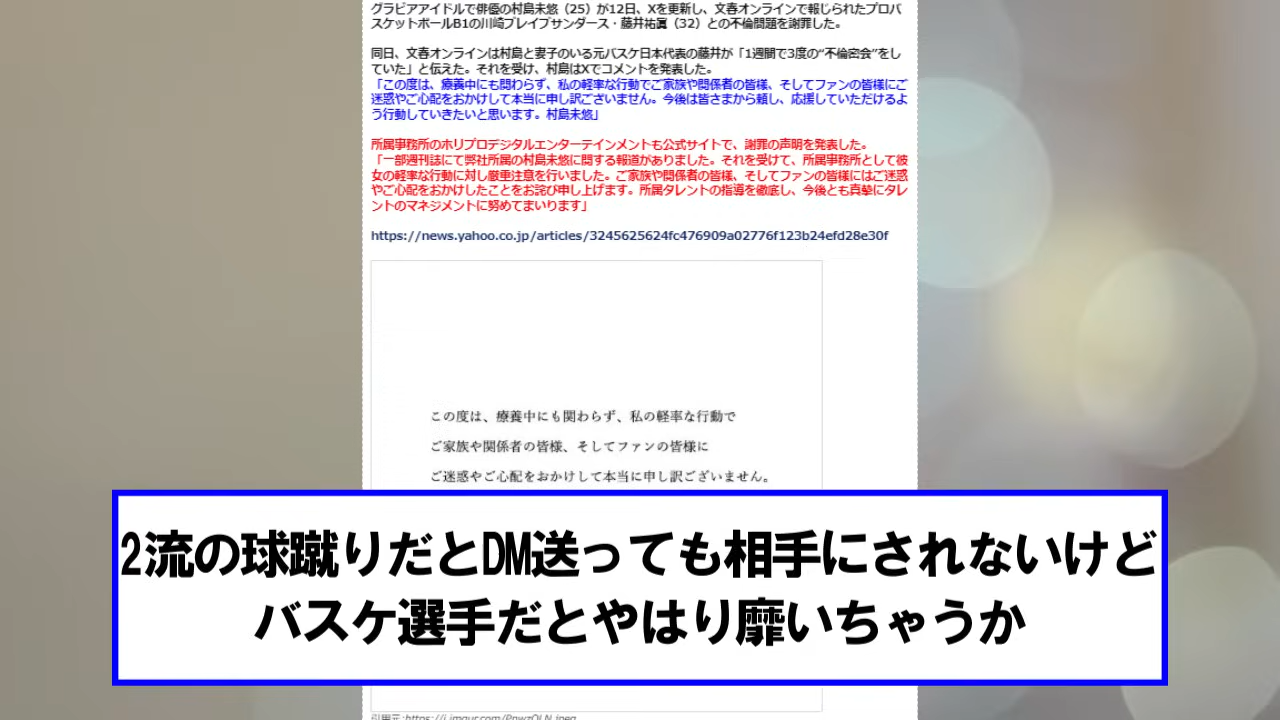 グラビアアイドルで俳優の村島未悠（25）が12日、Xを更新し、文春オンラインで報じられたプロバ
スケットボールB1の川崎ブレイブサンダース・藤井祐眞（32）との不倫問題を謝罪した。
同日、文春オンラインは村島と妻子のいる元バスケ日本代表の藤井が「1週間で3度の“不倫密会”をし
ていた」と伝えた。それを受け、村島はXでコメントを発表した。
「この度は、療養中にも関わらず、私の軽率な行動でご家族や関係者の皆様、そしてファンの皆様にご
迷惑やご心配をおかけして本当に申し訳ございません。今後は皆さまから頼し、応援していただけるよ
う行動していきたいと思います。村島未悠」
所属事務所のホリプロデジタルエンターテインメントも公式サイトで、謝罪の声明を発表した。
「一部週刊誌にて弊社所属の村島未悠に関する報道がありました。それを受けて、所属事務所として彼
女の軽率な行動に対し厳重注意を行いました。ご家族や関係者の皆様、そしてファンの皆様にはご迷惑
やご心配をおかけしたことをお詫び申し上げます。所属タレントの指導を徹底し、今後とも真摯にタレ
ントのマネジメントに努めてまいります」
https://news.yahoo.co.jp/articles/3245625624fc476909a02776f123b24efd28e30f
この度は、療養中にも関わらず、私の軽率な行動で
ご家族や関係者の皆様、そしてファンの皆様に
ご迷惑やご心配をおかけして本当に申し訳ございません。
2流の球蹴りだとDM送っても相手にされないけど
バスケ選手だとやはり靡いちゃうか